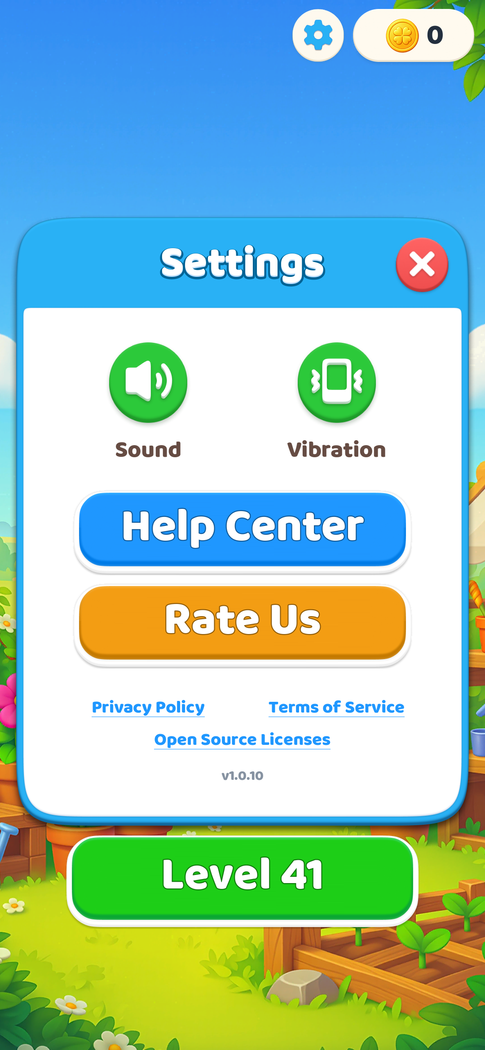 0
Settings
Sound Vibration
Help Center
Rate Us
Privacy Policy Terms of Service
Open Source Licenses
v1.0.10
Level 41